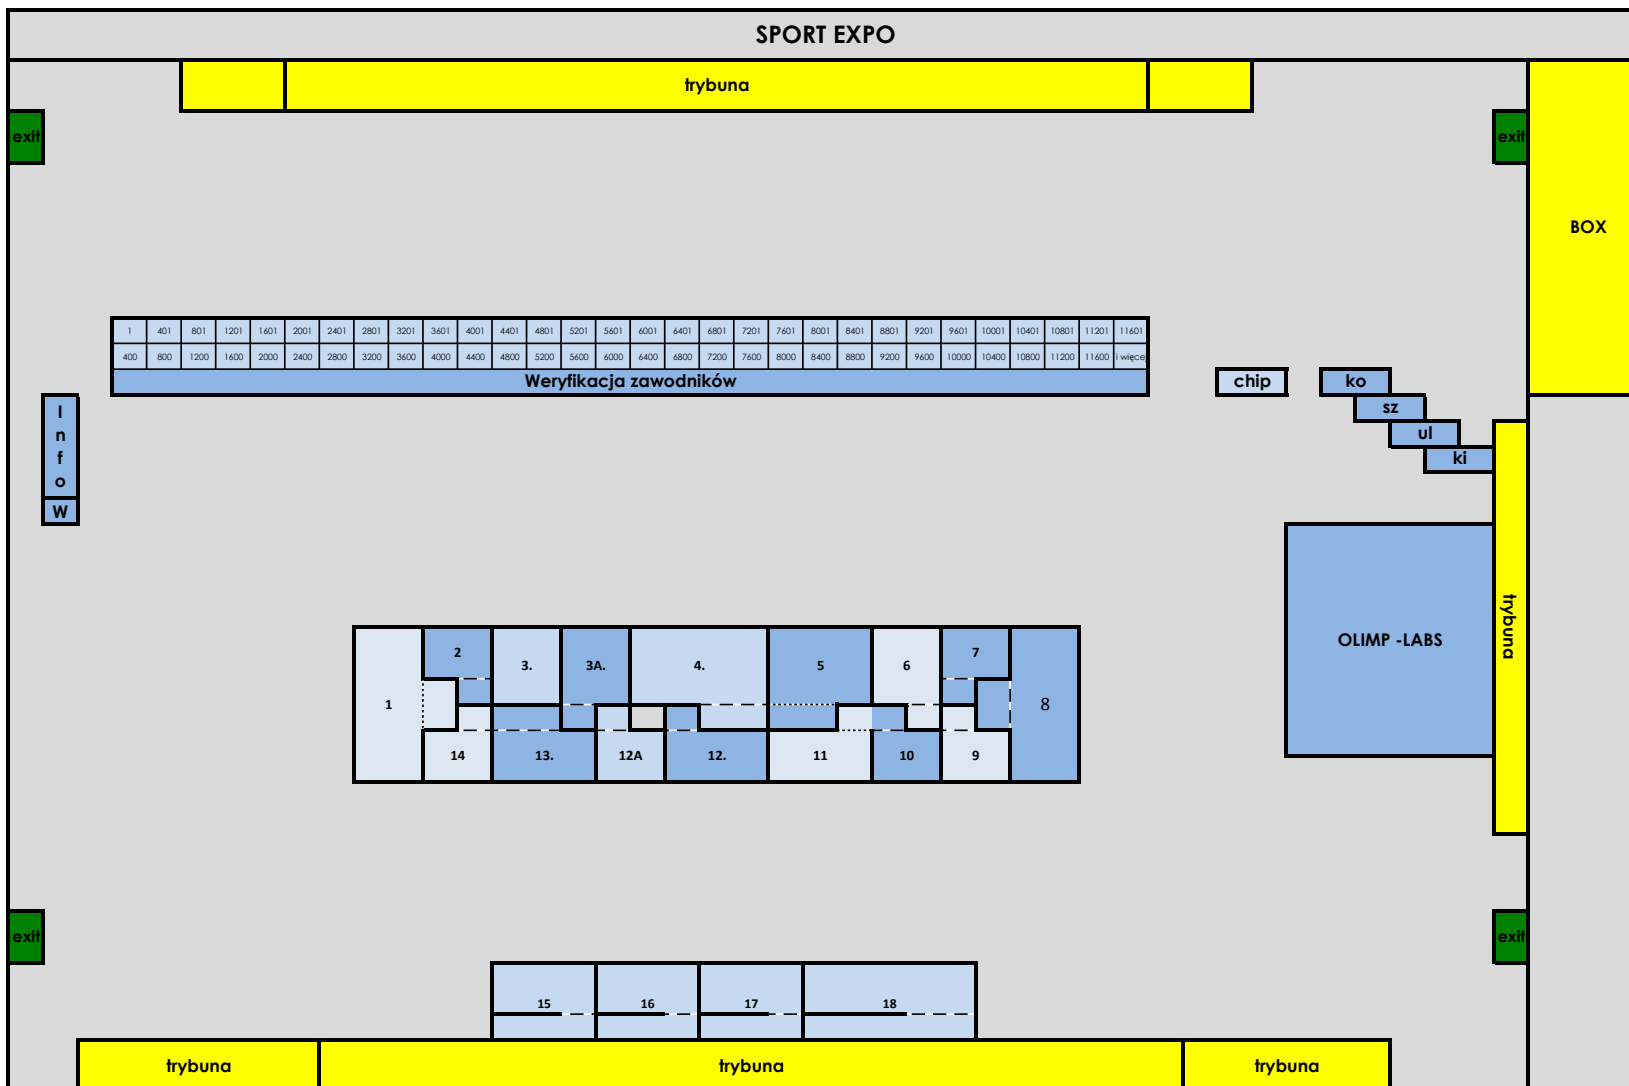 SPORT EXPO
trybuna
exit
exit
BOX
1 401 801 1201 1601 2001 2401 2801 3201 3601 4001 4401 4801 5201 5601 6001 6401 6801 7201 7601 8001 8401 8801 9201 9601 10001 10401 10801 11201 11601
400 800 1200 1600 2000 2400 2800 3200 3600 4000 4400 4800 5200 5600 6000 6400 6800 7200 7600 8000 8400 8800 9200 9600 10000 10400 10800 11200 11600 i więce
Weryfikacja zawodników
chip
ko
sz
ul
ki
I
n
f
o
W
trybuna
OLIMP -LABS
1
2
3.
3A.
4.
5
6
7
8
14
13.
12A
12.
11
10
9
exit
exit
15
16
17
18
trybuna
trybuna
trybuna